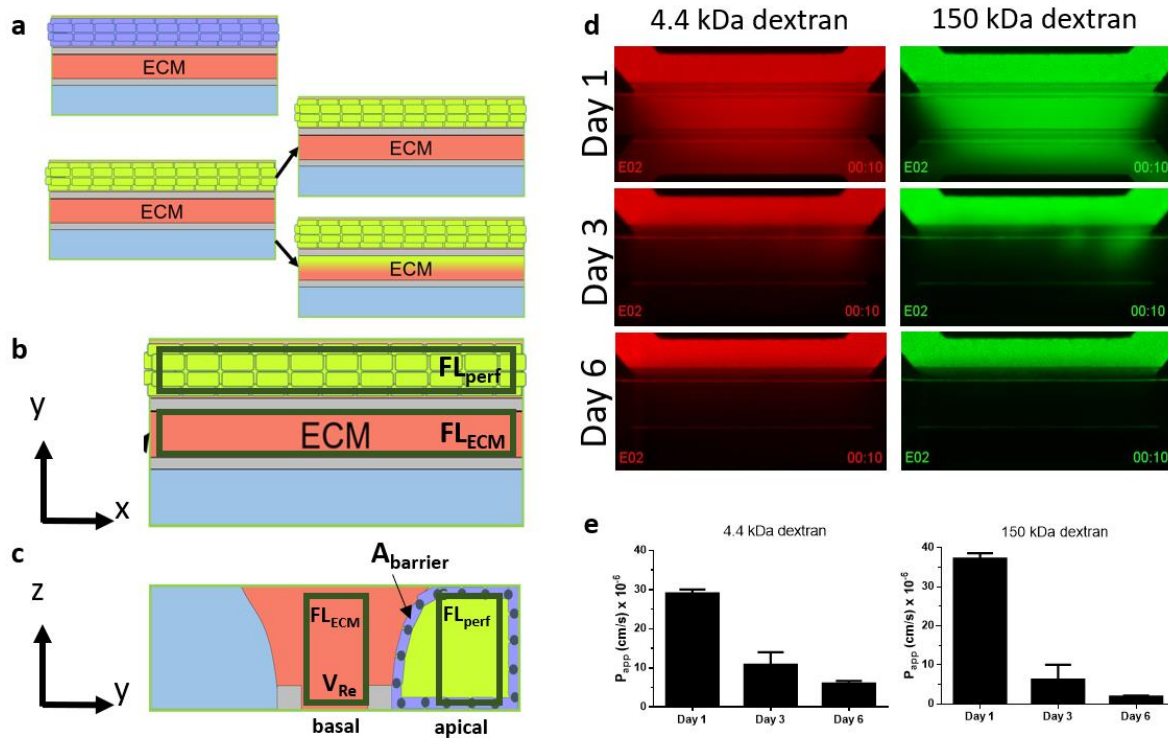 a
ECM
ECM
ECM
ECM
b
FLperf
ECM
FLECM
y
x
c
Abarrier
z
FLECM
FLperf
VRe
y
basal
apical
d
4.4 kDa dextran
150 kDa dextran
Day 1
E02
00:10
E02
00:10
Day 3
E02
00:10
E02
00:10
Day 6
E02
00:10
E02
00:10
e
4.4 kDa dextran
Papp (cm/s) x 10-6
40
30
20
10
0
Day 1
Day 3
Day 6
150 kDa dextran
Papp (cm/s) x 10-6
40
30
20
10
0
Day 1
Day 3
Day 6